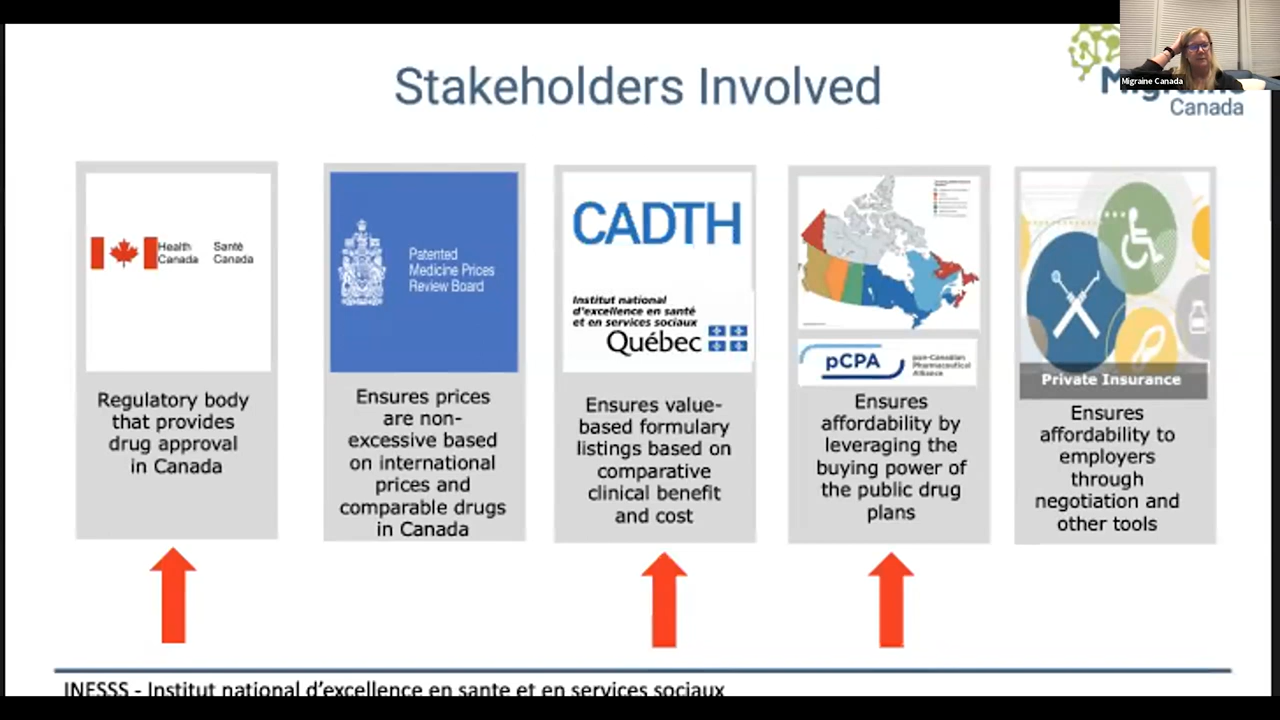 Stakeholders Involved
Migraine Canada
Canada
Health
Canada
Santé
Canada
Regulatory body
that provides
drug approval
in Canada
Patented
Medicine Prices
Review Board
Ensures prices
are non-
excessive based
on international
prices and
comparable drugs
in Canada
CADTH
Institut national
d'excellence en santé
et en services sociaux
Québec
Ensures value-
based formulary
listings based on
comparative
clinical benefit
and cost
pCPA
pan-Canadian
Pharmaceutical
Alliance
Ensures
affordability by
leveraging the
buying power of
the public drug
plans
Private Insurance
Ensures
affordability to
employers
through
negotiation and
other tools
INESSS - Institut national d'excellence en sante et en services sociaux